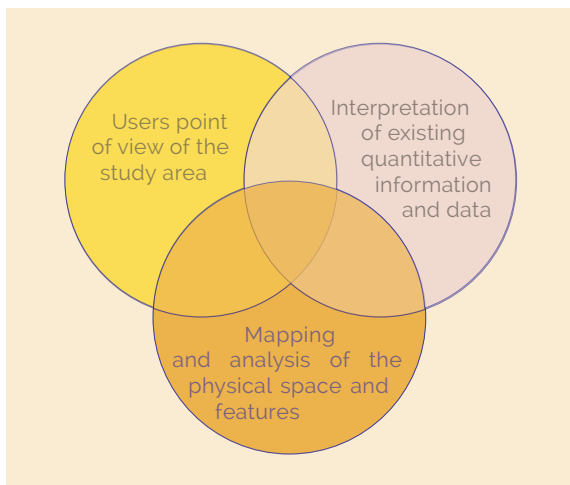 Users point
of view of the
study area
Interpretation
of existing
quantitative
information
and data
Mapping
and analysis of the
physical space and
features